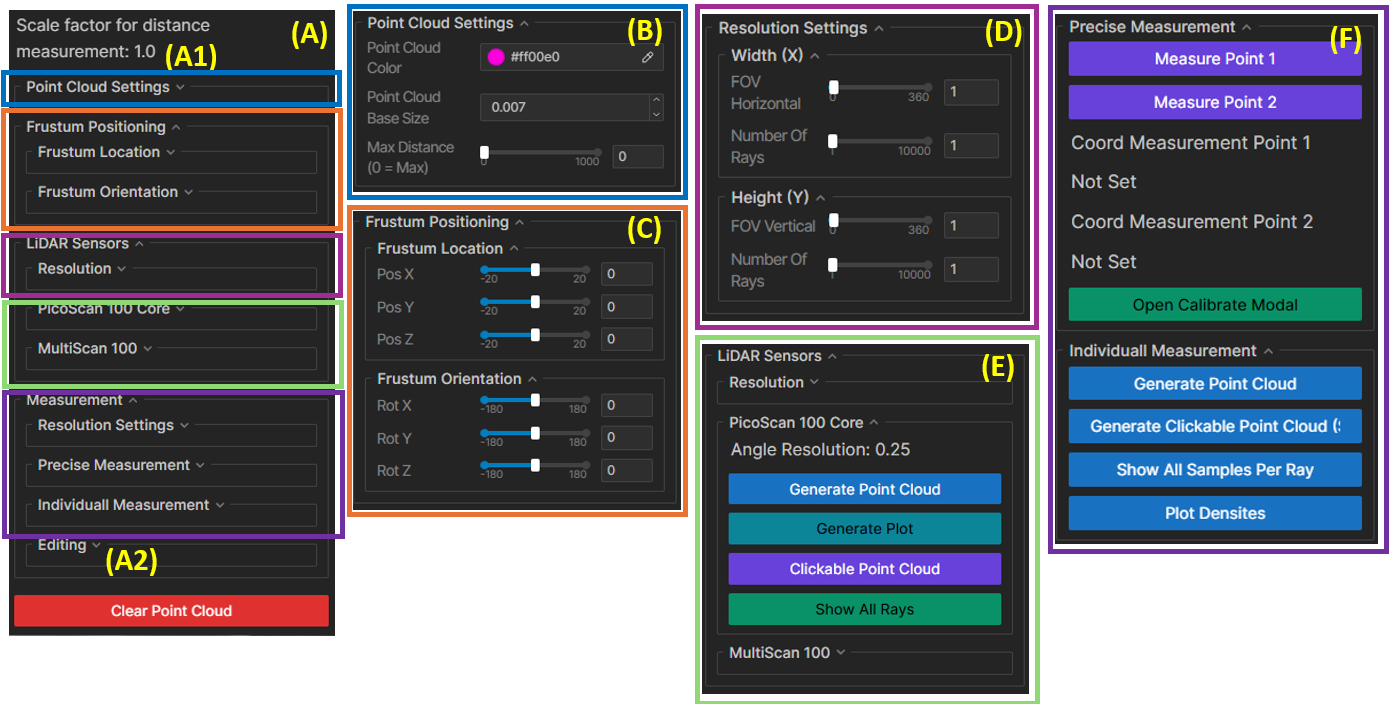 Scale factor for distance
measurement: 1.0
(A)
(A1)
Point Cloud Settings
Frustum Positioning
Frustum Location
Frustum Orientation
LiDAR Sensors
Resolution
PicoScan 100 Core
MultiScan 100
Measurement
Resolution Settings
Precise Measurement
Individuall Measurement
Editing
(A2)
Clear Point Cloud
Point Cloud Settings
(B)
Point Cloud
Color
#ff00e0
Point Cloud
Base Size
0.007
Max Distance
(0 = Max)
0
1000
0
Frustum Positioning
(C)
Frustum Location
Pos X
-20
20
0
Pos Y
-20
20
0
Pos Z
-20
20
0
Frustum Orientation
Rot X
-180
180
0
Rot Y
-180
180
0
Rot Z
-180
180
0
Resolution Settings
(D)
Width (X)
FOV
Horizontal
0
360
1
Number Of
Rays
1
10000
1
Height (Y)
FOV Vertical
0
360
1
Number Of
Rays
1
10000
1
LiDAR Sensors
(E)
Resolution
PicoScan 100 Core
Angle Resolution: 0.25
Generate Point Cloud
Generate Plot
Clickable Point Cloud
Show All Rays
MultiScan 100
Precise Measurement
(F)
Measure Point 1
Measure Point 2
Coord Measurement Point 1
Not Set
Coord Measurement Point 2
Not Set
Open Calibrate Modal
Individuall Measurement
Generate Point Cloud
Generate Clickable Point Cloud (
Show All Samples Per Ray
Plot Densites